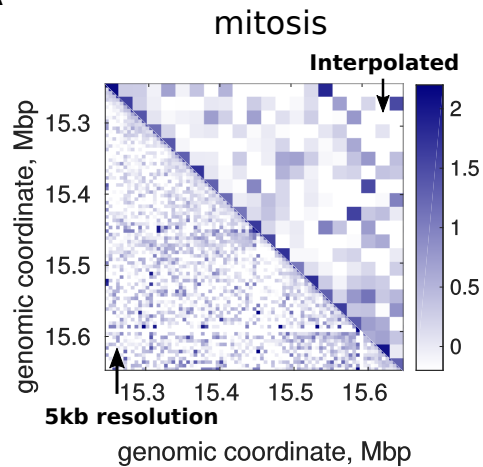 mitosis
Interpolated
genomic coordinate, Mbp
15.3
15.4
15.5
15.6
2
1.5
1
0.5
0
15.3
15.4
15.5
15.6
5kb resolution
genomic coordinate, Mbp